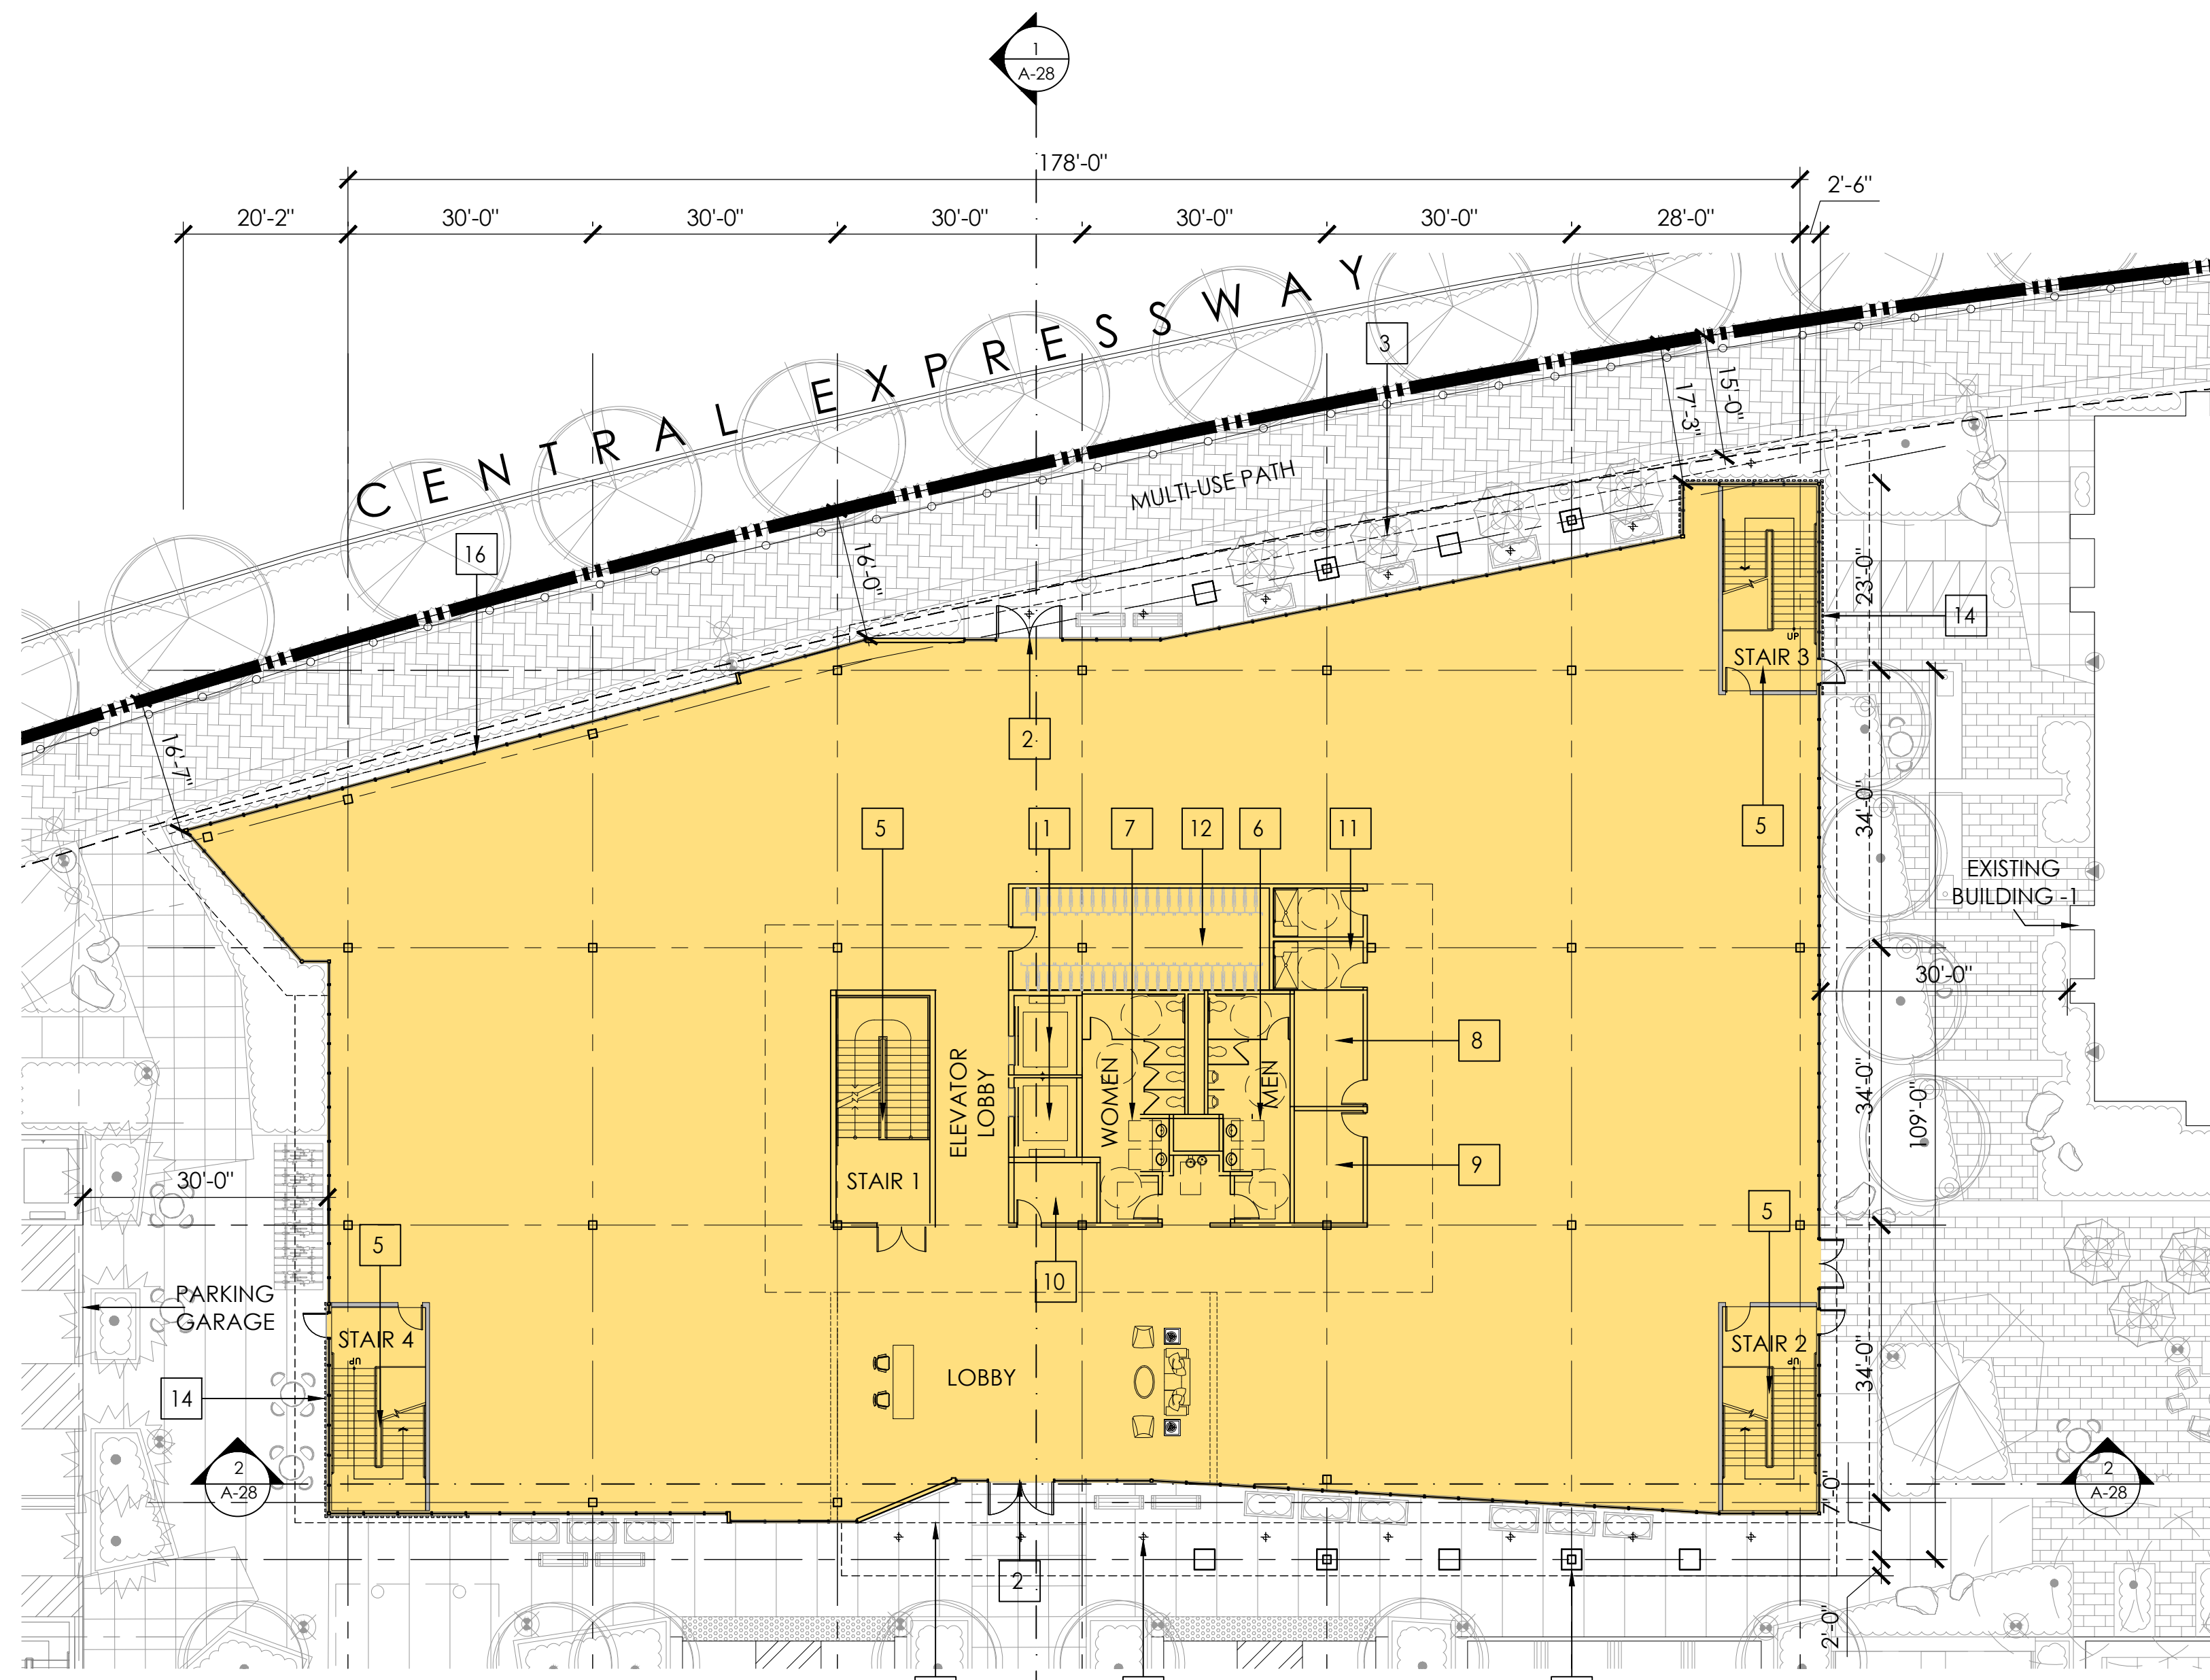 1
A-28
178'-0"
2'-6"
20'-2"
30'-0"
30'-0"
30'-0"
30'-0"
30'-0"
28'-0"
CENTRAL EXPRESSWAY
3
17'-3"
15'-0"
MULTI-USE PATH
16
16'-0"
23'-0"
14
UP
STAIR 3
16'-7"
2
5
1
7
12
6
11
5
34'-0"
EXISTING
BUILDING -1
30'-0"
8
ELEVATOR
LOBBY
WOMEN
MEN
34'-0"
109'-0"
9
STAIR 1
30'-0"
5
5
10
PARKING
GARAGE
STAIR 4
UP
STAIR 2
UP
34'-0"
LOBBY
14
2
A-28
2
A-28
7'-0"
2
2'-0"